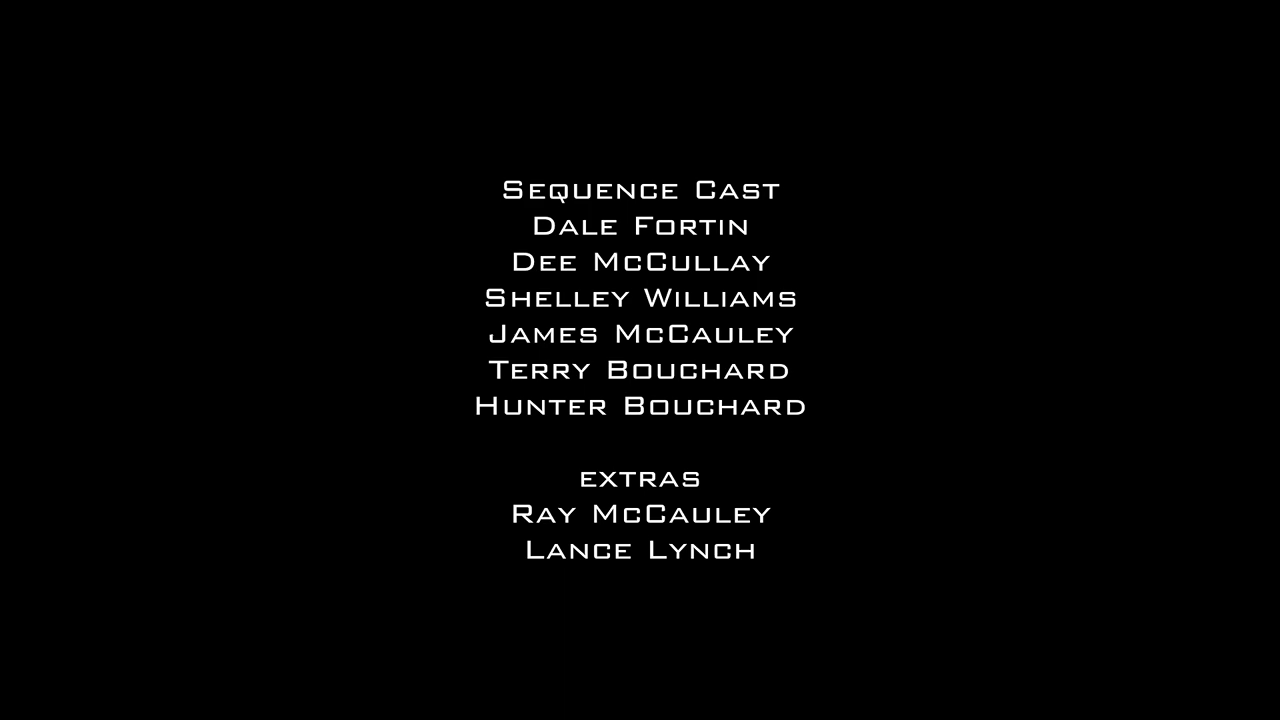 Sequence Cast
Dale Fortin
Dee McCullay
Shelley Williams
James McCauley
Terry Bouchard
Hunter Bouchard
extras
Ray McCauley
Lance Lynch